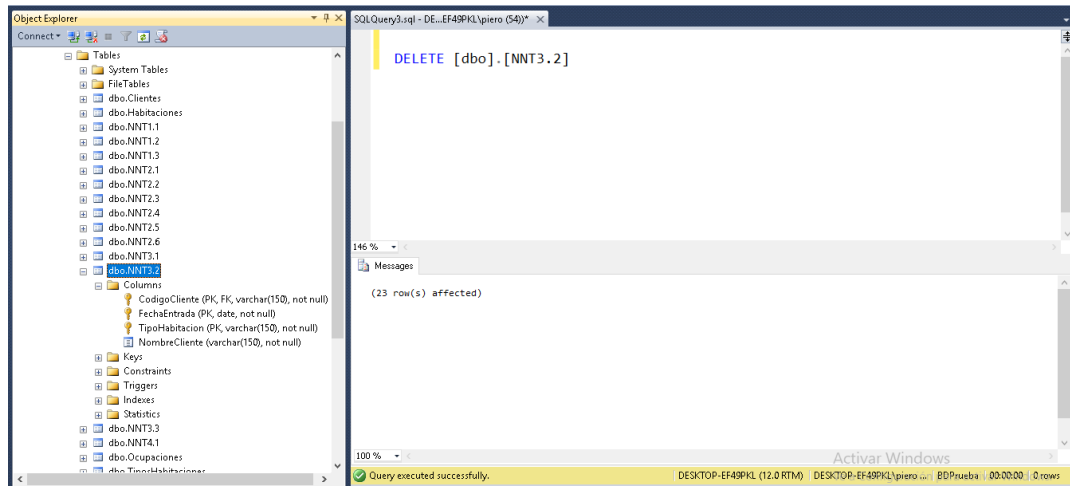 Object Explorer
Connect
Tables
System Tables
FileTables
dbo.Clientes
dbo.Habitaciones
dbo.NNT1.1
dbo.NNT1.2
dbo.NNT1.3
dbo.NNT2.1
dbo.NNT2.2
dbo.NNT2.3
dbo.NNT2.4
dbo.NNT2.5
dbo.NNT2.6
dbo.NNT3.1
dbo.NNT3.2
Columns
CodigoCliente (PK, FK, varchar(150), not null)
FechaEntrada (PK, date, not null)
TipoHabitacion (PK, varchar(150), not null)
NombreCliente (varchar(150), not null)
Keys
Constraints
Triggers
Indexes
Statistics
dbo.NNT3.3
dbo.NNT4.1
dbo.Ocupaciones
dbo.TiposHabitaciones
SQLQuery3.sql - DE...EF49PKL\piero (54))*
DELETE [dbo].[NNT3.2]
146 %
Messages
(23 row(s) affected)
100 %
Activar Windows
Query executed successfully.
DESKTOP-EF49PKL (12.0 RTM)
DESKTOP-EF49PKL\piero ...
BDPrueba
00:00:00
0 rows